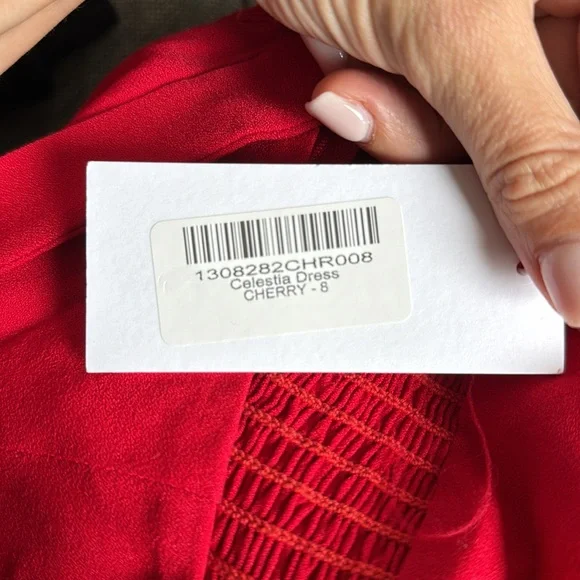 1308282CHR008
Celestia Dress
CHERRY - 8